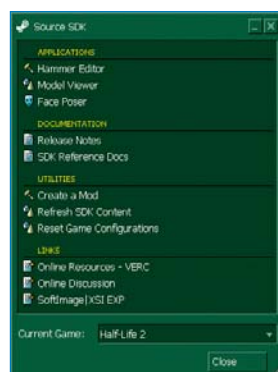 Source SDK
APPLICATIONS
Hammer Editor
Model Viewer
Face Poser
DOCUMENTATION
Release Notes
SDK Reference Docs
UTILITIES
Create a Mod
Refresh SDK Content
Reset Game Configurations
LINKS
Online Resources - VERC
Online Discussion
SoftImage|XSI EXP
Current Game: Half-Life 2
Close